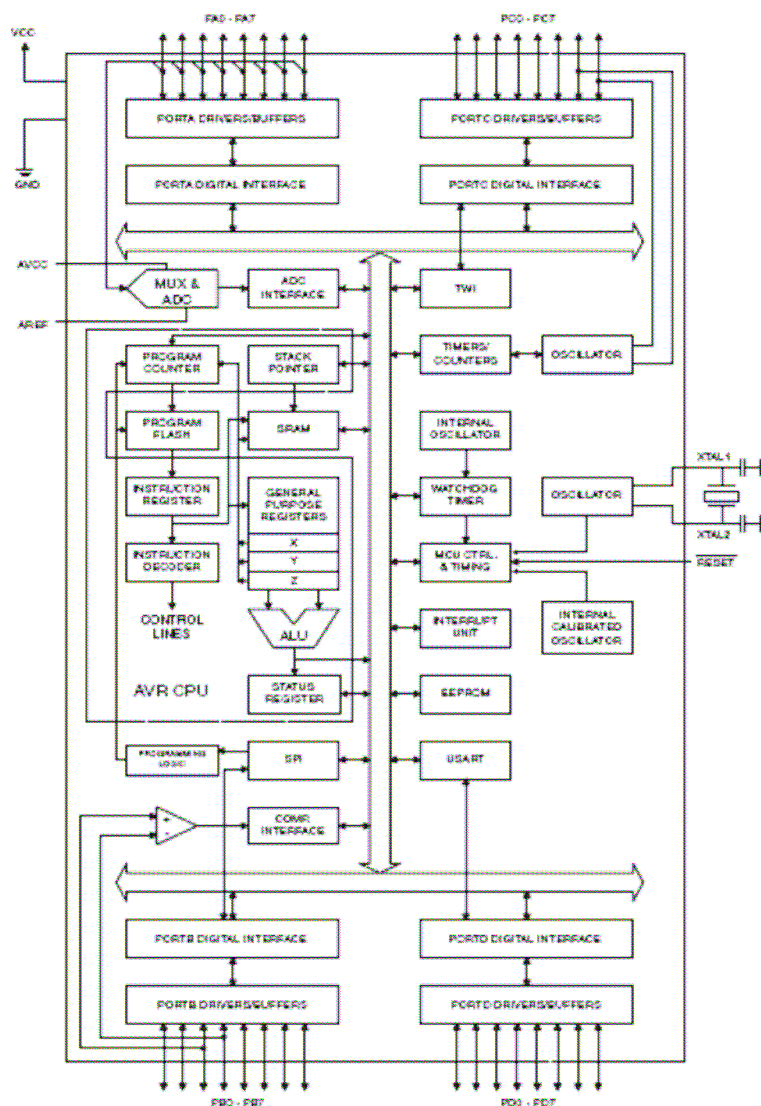 PA0 - PA7
PC0 - PC7
VCC
GND
PORTA DRIVERS/BUFFERS
PORTC DRIVERS/BUFFERS
PORTA DIGITAL INTERFACE
PORTC DIGITAL INTERFACE
AVCC
AREF
MUX &
ADC
ADC
INTERFACE
TWI
PROGRAM
COUNTER
STACK
POINTER
TIMERS/
COUNTERS
OSCILLATOR
PROGRAM
FLASH
SRAM
INTERNAL
OSCILLATOR
XTAL1
INSTRUCTION
REGISTER
GENERAL
PURPOSE
REGISTERS
WATCHDOG
TIMER
OSCILLATOR
XTAL2
X
Y
Z
INSTRUCTION
DECODER
MCU CTRL.
& TIMING
RESET
CONTROL
LINES
ALU
INTERRUPT
UNIT
INTERNAL
CALIBRATED
OSCILLATOR
AVR CPU
STATUS
REGISTER
EEPROM
PROGRAMMING
LOGIC
SPI
USART
+
-
COMP.
INTERFACE
PORTB DIGITAL INTERFACE
PORTD DIGITAL INTERFACE
PORTB DRIVERS/BUFFERS
PORTD DRIVERS/BUFFERS
PB0 - PB7
PD0 - PD7